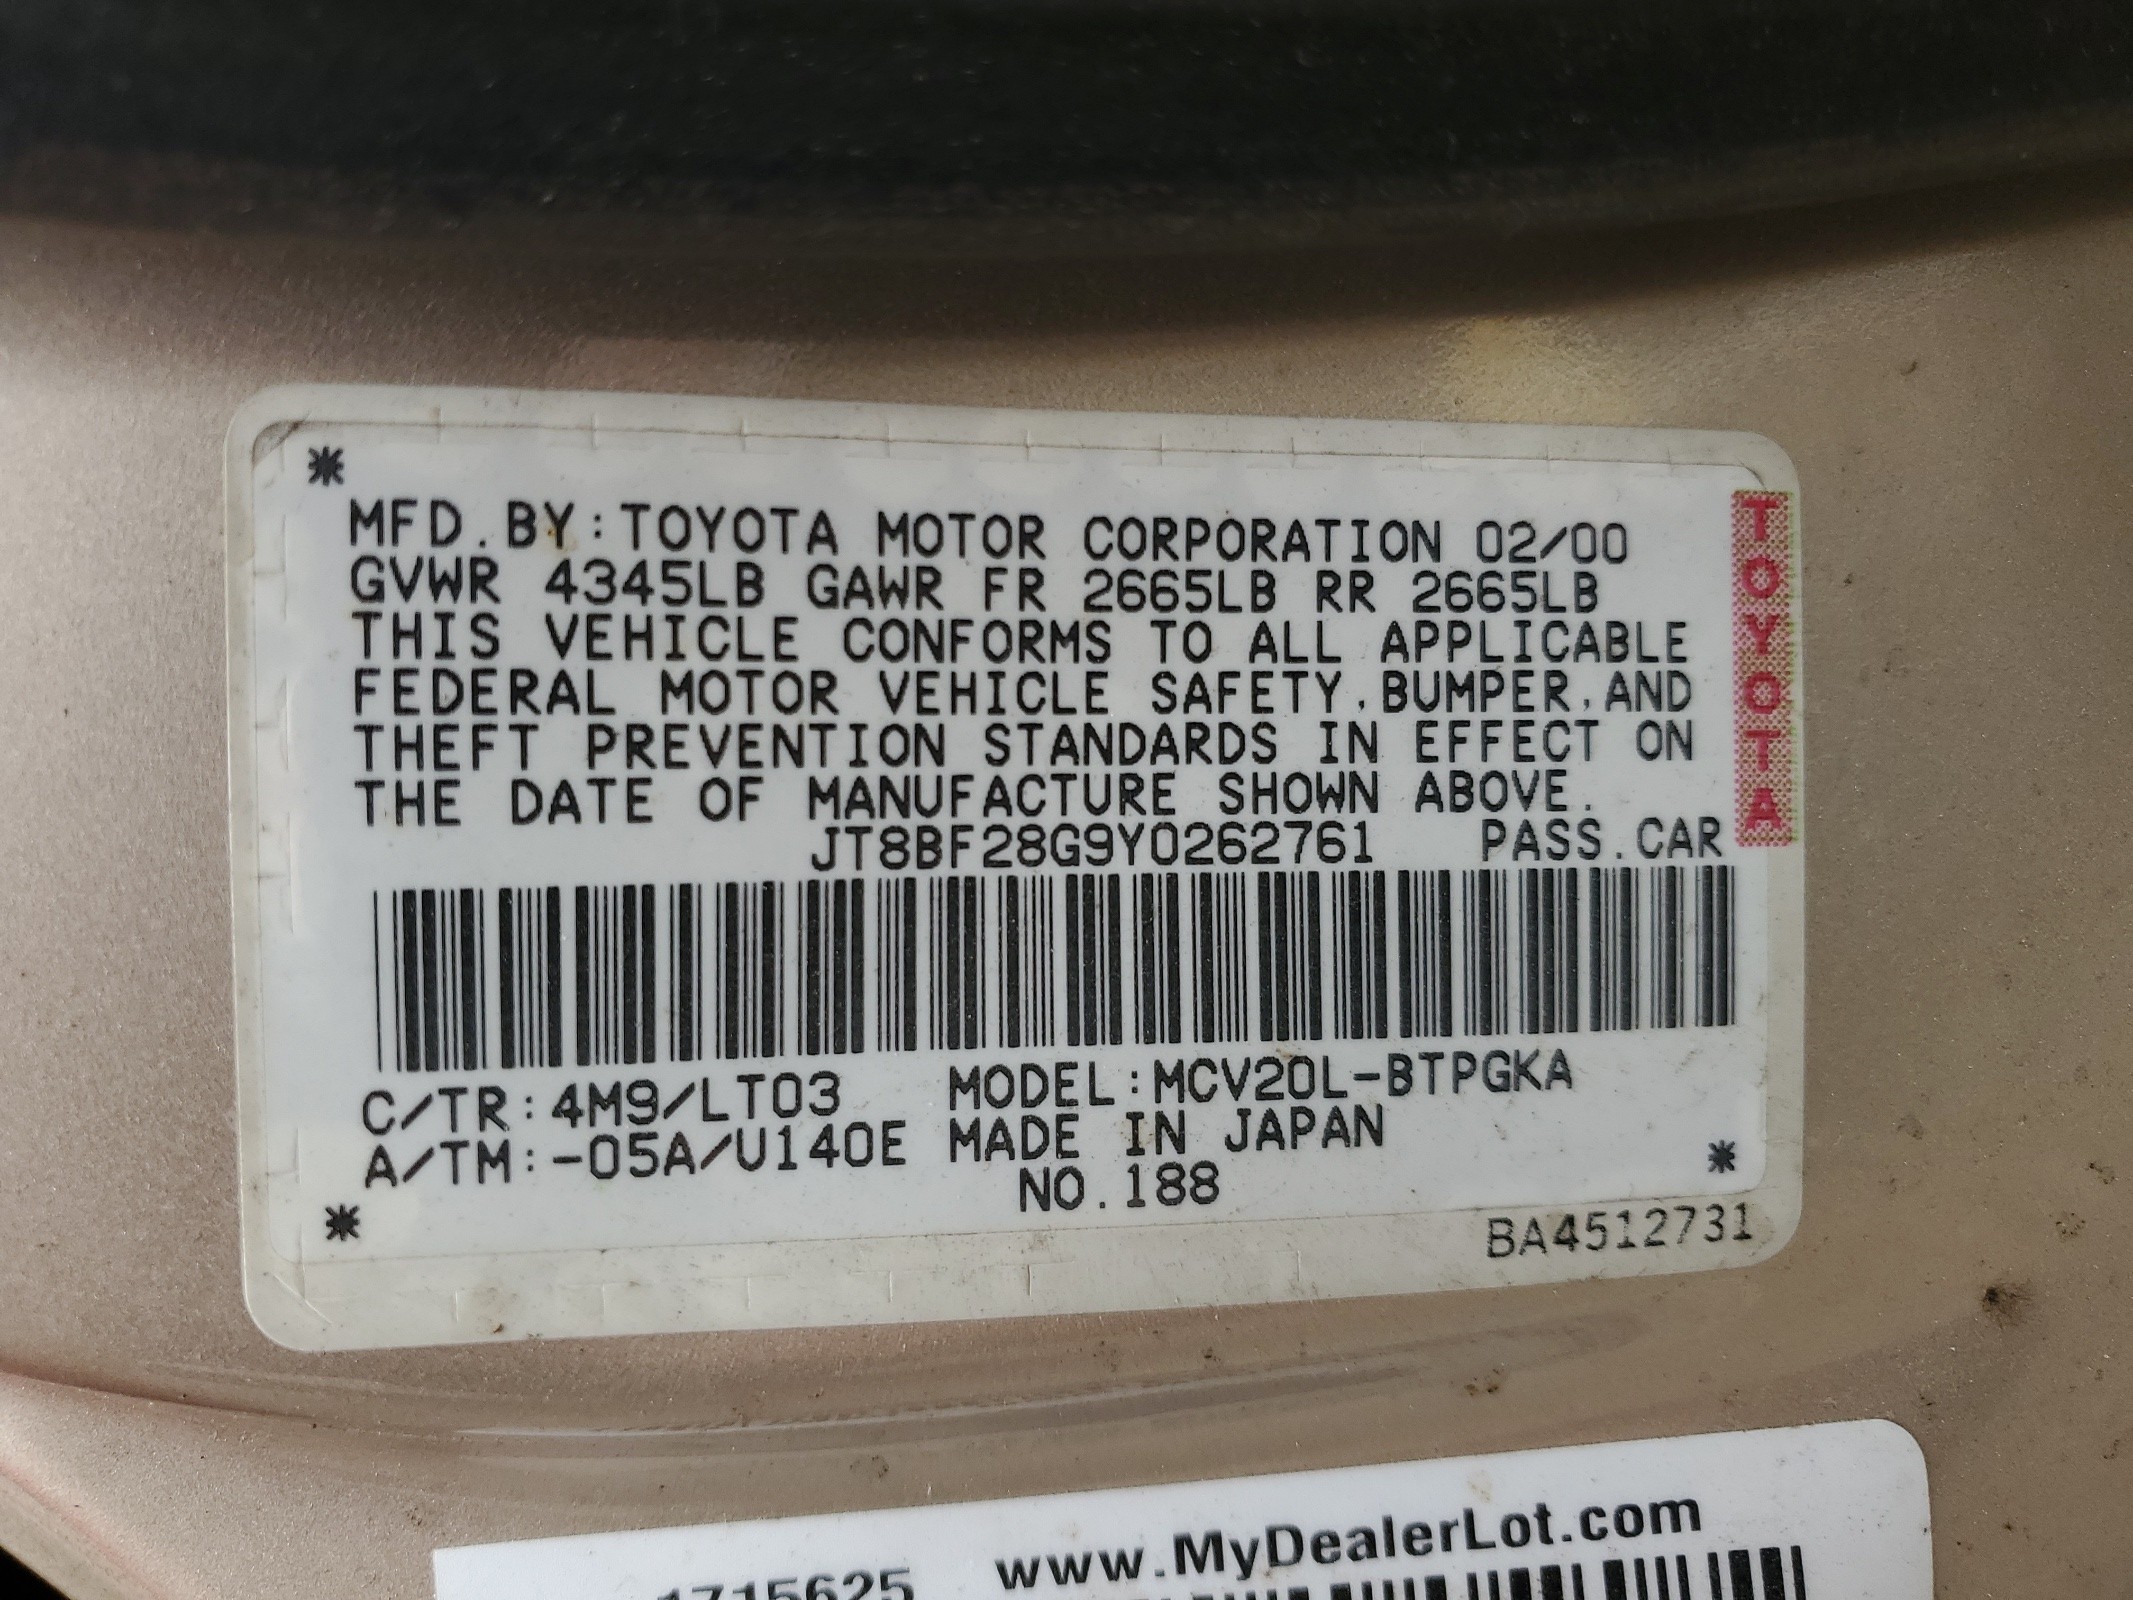 *
MFD.BY:TOYOTA MOTOR CORPORATION 02/00
GVWR 4345LB GAWR FR 2665LB RR 2665LB
THIS VEHICLE CONFORMS TO ALL APPLICABLE
FEDERAL MOTOR VEHICLE SAFETY,BUMPER,AND
THEFT PREVENTION STANDARDS IN EFFECT ON
THE DATE OF MANUFACTURE SHOWN ABOVE.
JT8BF28G9Y0262761 PASS.CAR
TOYOTA
C/TR:4M9/LT03 MODEL:MCV20L-BTPGKA
A/TM:-05A/U140E MADE IN JAPAN
NO.188 *
*
BA4512731
www.MyDealerLot.com
1715625